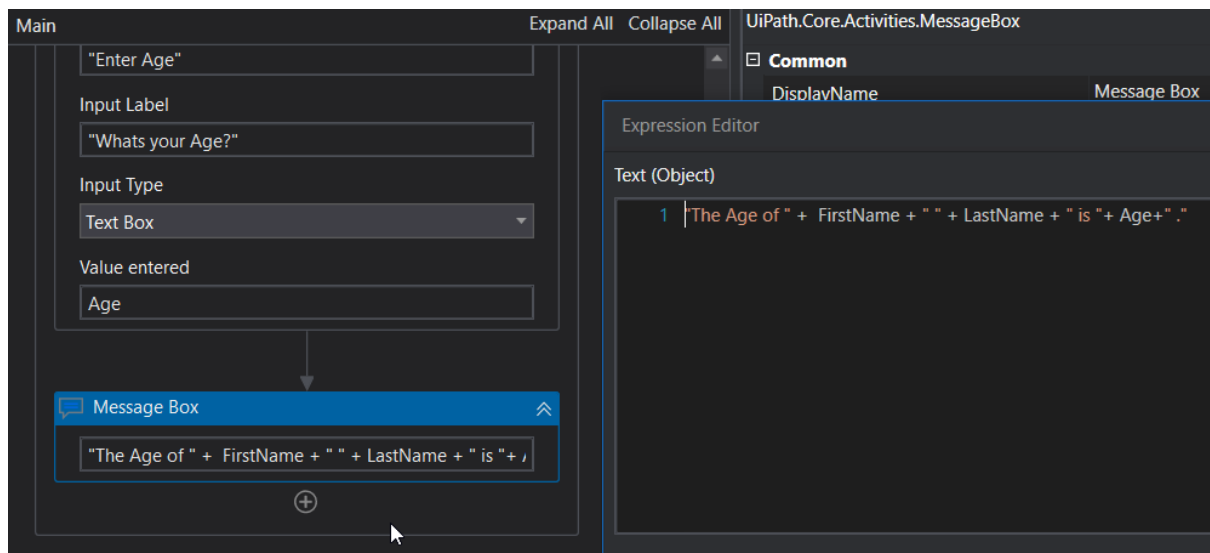 Main
Expand All Collapse All
"Enter Age"
Input Label
"Whats your Age?"
Input Type
Text Box
Value entered
Age
Message Box
"The Age of " +  FirstName + " " + LastName + " is "+
UiPath.Core.Activities.MessageBox
Common
DisplayName Message Box
Expression Editor
Text (Object)
1 "The Age of " +  FirstName + " " + LastName + " is "+ Age+" ."